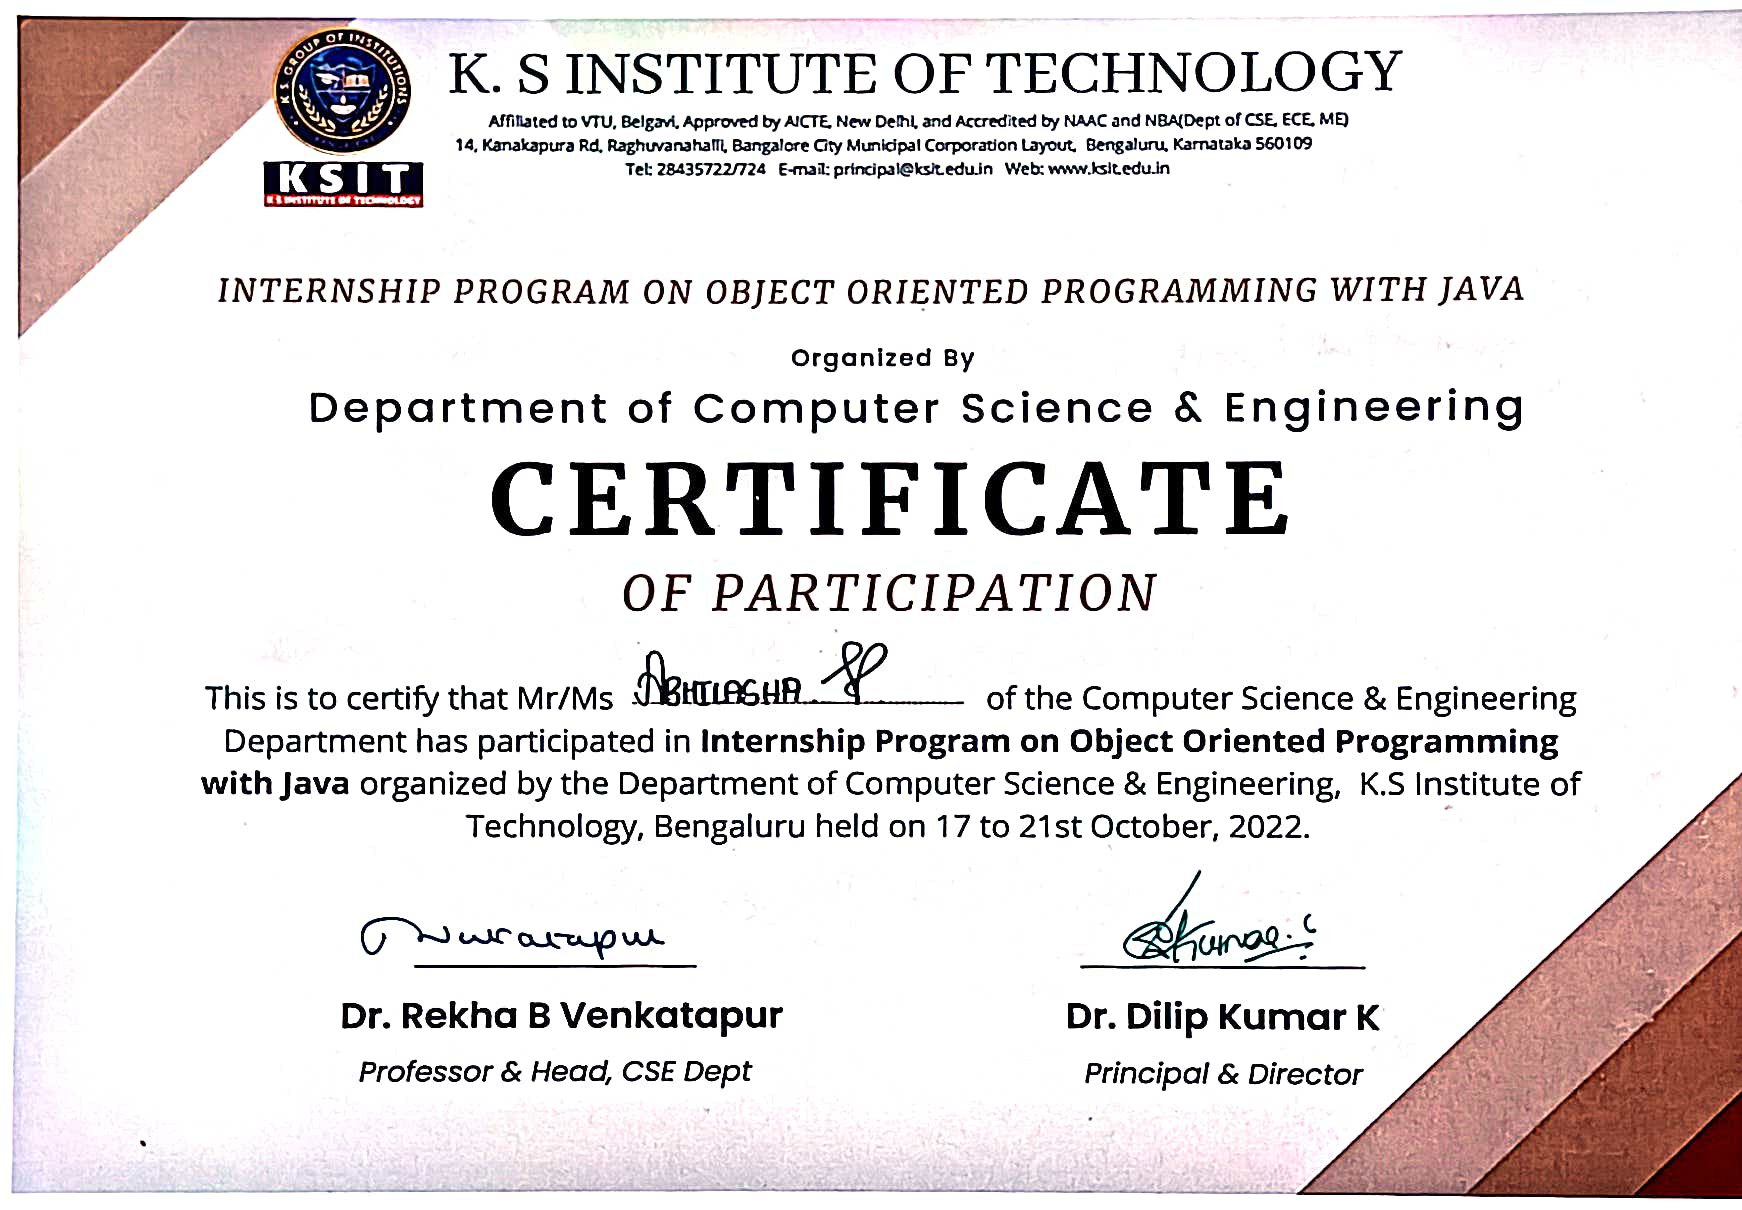 K S GROUP OF INSTITUTIONS
KSIT
K S INSTITUTE OF TECHNOLOGY
K. S INSTITUTE OF TECHNOLOGY
Affiliated to VTU, Belgavi, Approved by AICTE, New Delhi, and Accredited by NAAC and NBA(Dept of CSE, ECE, ME)
14, Kanakapura Rd, Raghuvanahalli, Bangalore City Municipal Corporation Layout, Bengaluru, Karnataka 560109
Tel: 28435722/724 E-mail: principal@ksit.edu.in Web: www.ksit.edu.in
INTERNSHIP PROGRAM ON OBJECT ORIENTED PROGRAMMING WITH JAVA
Organized By
Department of Computer Science & Engineering
CERTIFICATE
OF PARTICIPATION
This is to certify that Mr/Ms ABHILASHA SP of the Computer Science & Engineering
Department has participated in Internship Program on Object Oriented Programming
with Java organized by the Department of Computer Science & Engineering, K.S Institute of
Technology, Bengaluru held on 17 to 21st October, 2022.
Dr. Rekha B Venkatapur
Professor & Head, CSE Dept
Dr. Dilip Kumar K
Principal & Director